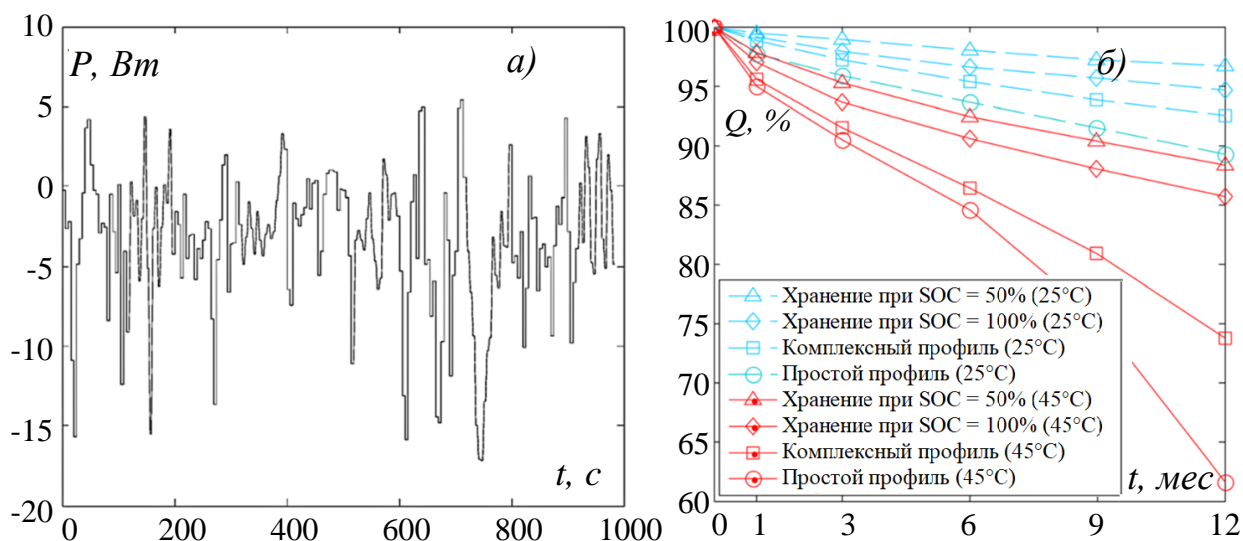 10
P, Вт
а)
5
0
-5
-10
-15
t, с
-20
0 200 400 600 800 1000
100
б)
95
Q, %
90
85
80
Хранение при SOC = 50% (25°C)
Хранение при SOC = 100% (25°C)
75
Комплексный профиль (25°C)
Простой профиль (25°C)
70
Хранение при SOC = 50% (45°C)
Хранение при SOC = 100% (45°C)
65
Комплексный профиль (45°C)
Простой профиль (45°C)
t, мес
60
0 1 3 6 9 12